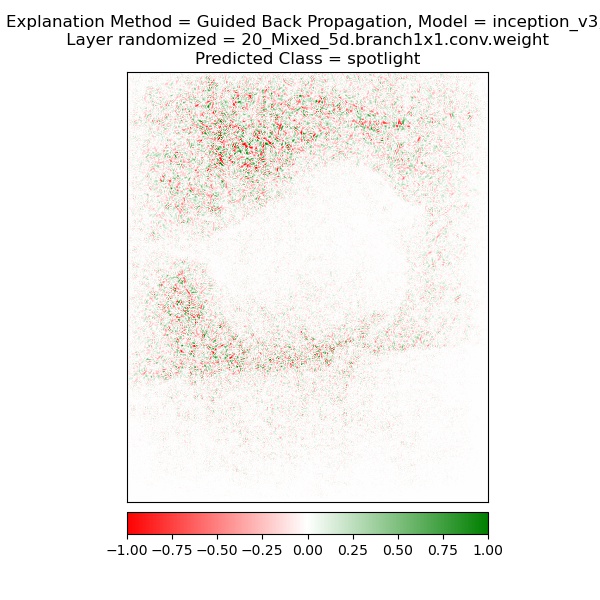 Explanation Method = Guided Back Propagation, Model = inception_v3
Layer randomized = 20_Mixed_5d.branch1x1.conv.weight
Predicted Class = spotlight
−1.00 −0.75 −0.50 −0.25 0.00 0.25 0.50 0.75 1.00